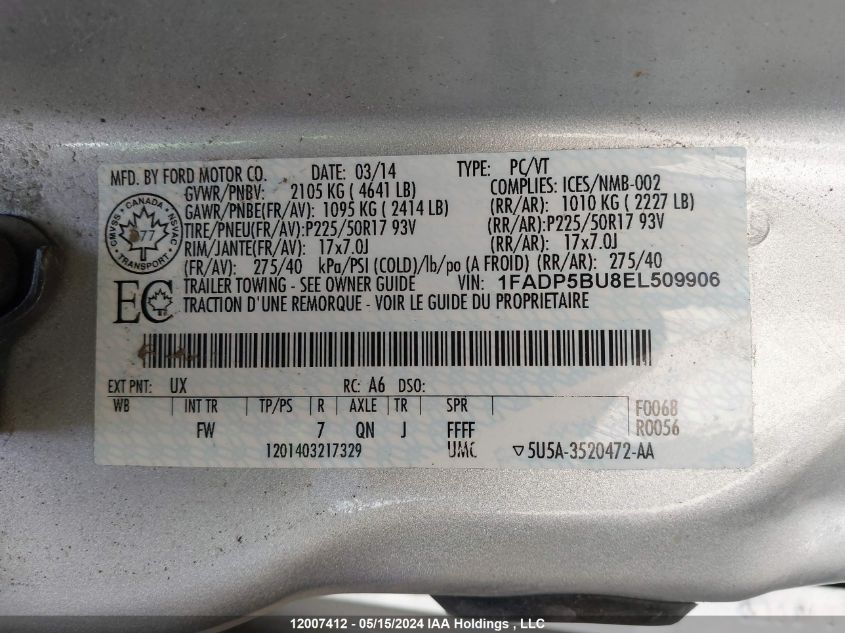 MFD. BY FORD MOTOR CO. DATE: 03/14 TYPE: PC/VT
GVWR/PNBV: 2105 KG ( 4641 LB) COMPLIES: ICES/NMB-002
GAWR/PNBE(FR/AV): 1095 KG ( 2414 LB) (RR/AR): 1010 KG ( 2227 LB)
TIRE/PNEU(FR/AV):P225/50R17 93V (RR/AR):P225/50R17 93V
RIM/JANTE(FR/AV): 17x7.0J (RR/AR): 17x7.0J
(FR/AV): 275/40 kPa/PSI (COLD)/lb/po (A FROID) (RR/AR): 275/40
TRAILER TOWING - SEE OWNER GUIDE VIN: 1FADP5BU8EL509906
TRACTION D'UNE REMORQUE - VOIR LE GUIDE DU PROPRIETAIRE
CMVSS • CANADA • NSVAC
77
TRANSPORT
EC
EXT PNT: UX RC: A6 DSO:
WB INT TR TP/PS R AXLE TR SPR F0068
FW 7 QN J FFFF R0056
1201403217329 UMC ▽5U5A-3520472-AA
12007412 - 05/15/2024 IAA Holdings , LLC